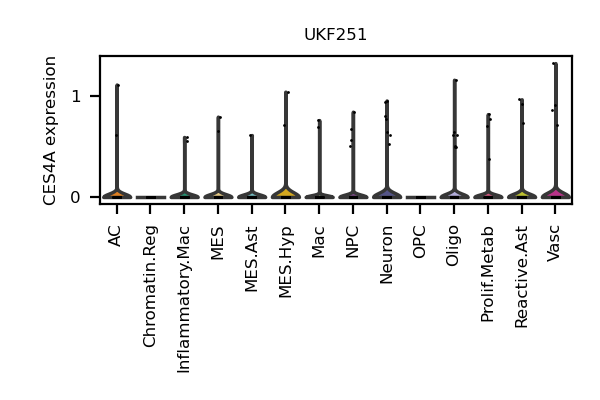 UKF251
CES4A expression
1
0
AC
Chromatin.Reg
Inflammatory.Mac
MES
MES.Ast
MES.Hyp
Mac
NPC
Neuron
OPC
Oligo
Prolif.Metab
Reactive.Ast
Vasc